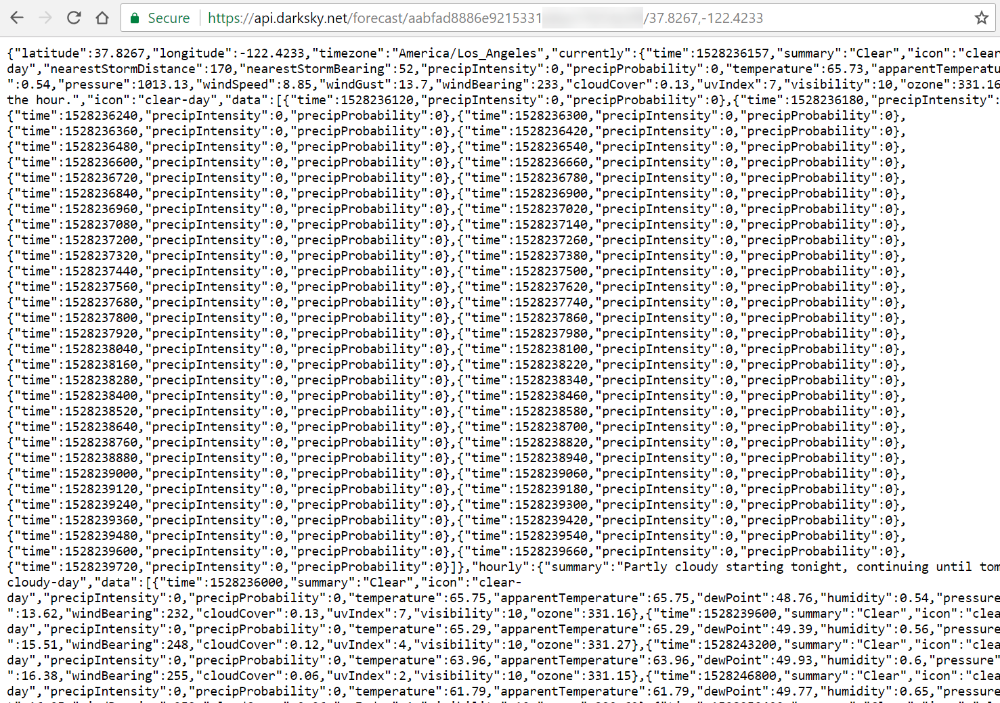 Secure https://api.darksky.net/forecast/aabfad8886e9215331 /37.8267,-122.4233
{"latitude":37.8267,"longitude":-122.4233,"timezone":"America/Los_Angeles","currently":{"time":1528236157,"summary":"Clear","icon":"clear
day","nearestStormDistance":170,"nearestStormBearing":52,"precipIntensity":0,"precipProbability":0,"temperature":65.73,"apparentTemperatu
":0.54,"pressure":1013.13,"windSpeed":8.85,"windGust":13.7,"windBearing":233,"cloudCover":0.13,"uvIndex":7,"visibility":10,"ozone":331.16
the hour.","icon":"clear-day","data":[{"time":1528236120,"precipIntensity":0,"precipProbability":0},{"time":1528236180,"precipIntensity":
{"time":1528236240,"precipIntensity":0,"precipProbability":0},{"time":1528236300,"precipIntensity":0,"precipProbability":0},
{"time":1528236360,"precipIntensity":0,"precipProbability":0},{"time":1528236420,"precipIntensity":0,"precipProbability":0},
{"time":1528236480,"precipIntensity":0,"precipProbability":0},{"time":1528236540,"precipIntensity":0,"precipProbability":0},
{"time":1528236600,"precipIntensity":0,"precipProbability":0},{"time":1528236660,"precipIntensity":0,"precipProbability":0},
{"time":1528236720,"precipIntensity":0,"precipProbability":0},{"time":1528236780,"precipIntensity":0,"precipProbability":0},
{"time":1528236840,"precipIntensity":0,"precipProbability":0},{"time":1528236900,"precipIntensity":0,"precipProbability":0},
{"time":1528236960,"precipIntensity":0,"precipProbability":0},{"time":1528237020,"precipIntensity":0,"precipProbability":0},
{"time":1528237080,"precipIntensity":0,"precipProbability":0},{"time":1528237140,"precipIntensity":0,"precipProbability":0},
{"time":1528237200,"precipIntensity":0,"precipProbability":0},{"time":1528237260,"precipIntensity":0,"precipProbability":0},
{"time":1528237320,"precipIntensity":0,"precipProbability":0},{"time":1528237380,"precipIntensity":0,"precipProbability":0},
{"time":1528237440,"precipIntensity":0,"precipProbability":0},{"time":1528237500,"precipIntensity":0,"precipProbability":0},
{"time":1528237560,"precipIntensity":0,"precipProbability":0},{"time":1528237620,"precipIntensity":0,"precipProbability":0},
{"time":1528237680,"precipIntensity":0,"precipProbability":0},{"time":1528237740,"precipIntensity":0,"precipProbability":0},
{"time":1528237800,"precipIntensity":0,"precipProbability":0},{"time":1528237860,"precipIntensity":0,"precipProbability":0},
{"time":1528237920,"precipIntensity":0,"precipProbability":0},{"time":1528237980,"precipIntensity":0,"precipProbability":0},
{"time":1528238040,"precipIntensity":0,"precipProbability":0},{"time":1528238100,"precipIntensity":0,"precipProbability":0},
{"time":1528238160,"precipIntensity":0,"precipProbability":0},{"time":1528238220,"precipIntensity":0,"precipProbability":0},
{"time":1528238280,"precipIntensity":0,"precipProbability":0},{"time":1528238340,"precipIntensity":0,"precipProbability":0},
{"time":1528238400,"precipIntensity":0,"precipProbability":0},{"time":1528238460,"precipIntensity":0,"precipProbability":0},
{"time":1528238520,"precipIntensity":0,"precipProbability":0},{"time":1528238580,"precipIntensity":0,"precipProbability":0},
{"time":1528238640,"precipIntensity":0,"precipProbability":0},{"time":1528238700,"precipIntensity":0,"precipProbability":0},
{"time":1528238760,"precipIntensity":0,"precipProbability":0},{"time":1528238820,"precipIntensity":0,"precipProbability":0},
{"time":1528238880,"precipIntensity":0,"precipProbability":0},{"time":1528238940,"precipIntensity":0,"precipProbability":0},
{"time":1528239000,"precipIntensity":0,"precipProbability":0},{"time":1528239060,"precipIntensity":0,"precipProbability":0},
{"time":1528239120,"precipIntensity":0,"precipProbability":0},{"time":1528239180,"precipIntensity":0,"precipProbability":0},
{"time":1528239240,"precipIntensity":0,"precipProbability":0},{"time":1528239300,"precipIntensity":0,"precipProbability":0},
{"time":1528239360,"precipIntensity":0,"precipProbability":0},{"time":1528239420,"precipIntensity":0,"precipProbability":0},
{"time":1528239480,"precipIntensity":0,"precipProbability":0},{"time":1528239540,"precipIntensity":0,"precipProbability":0},
{"time":1528239600,"precipIntensity":0,"precipProbability":0},{"time":1528239660,"precipIntensity":0,"precipProbability":0},
{"time":1528239720,"precipIntensity":0,"precipProbability":0}]},"hourly":{"summary":"Partly cloudy starting tonight, continuing until tom
cloudy-day","data":[{"time":1528236000,"summary":"Clear","icon":"clear-
day","precipIntensity":0,"precipProbability":0,"temperature":65.75,"apparentTemperature":65.75,"dewPoint":48.76,"humidity":0.54,"pressure
":13.62,"windBearing":232,"cloudCover":0.13,"uvIndex":7,"visibility":10,"ozone":331.16},{"time":1528239600,"summary":"Clear","icon":"clea
day","precipIntensity":0,"precipProbability":0,"temperature":65.29,"apparentTemperature":65.29,"dewPoint":49.39,"humidity":0.56,"pressure
":15.51,"windBearing":248,"cloudCover":0.12,"uvIndex":4,"visibility":10,"ozone":331.27},{"time":1528243200,"summary":"Clear","icon":"clea
day","precipIntensity":0,"precipProbability":0,"temperature":63.96,"apparentTemperature":63.96,"dewPoint":49.93,"humidity":0.6,"pressure"
":16.38,"windBearing":255,"cloudCover":0.06,"uvIndex":2,"visibility":10,"ozone":331.15},{"time":1528246800,"summary":"Clear","icon":"clea
day","precipIntensity":0,"precipProbability":0,"temperature":61.79,"apparentTemperature":61.79,"dewPoint":49.77,"humidity":0.65,"pressure